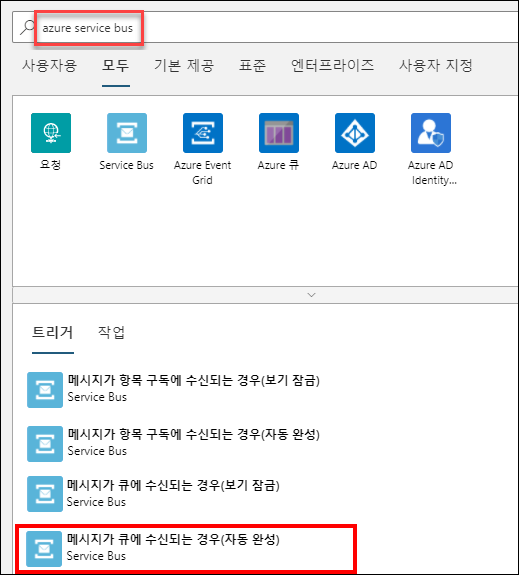 azure service bus
사용자용 모두 기본 제공 표준 엔터프라이즈 사용자 지정
요청 Service Bus Azure Event Azure 큐 Azure AD Azure AD
Grid Identity...
트리거 작업
메시지가 항목 구독에 수신되는 경우(보기 잠금)
Service Bus
메시지가 항목 구독에 수신되는 경우(자동 완성)
Service Bus
메시지가 큐에 수신되는 경우(보기 잠금)
Service Bus
메시지가 큐에 수신되는 경우(자동 완성)
Service Bus